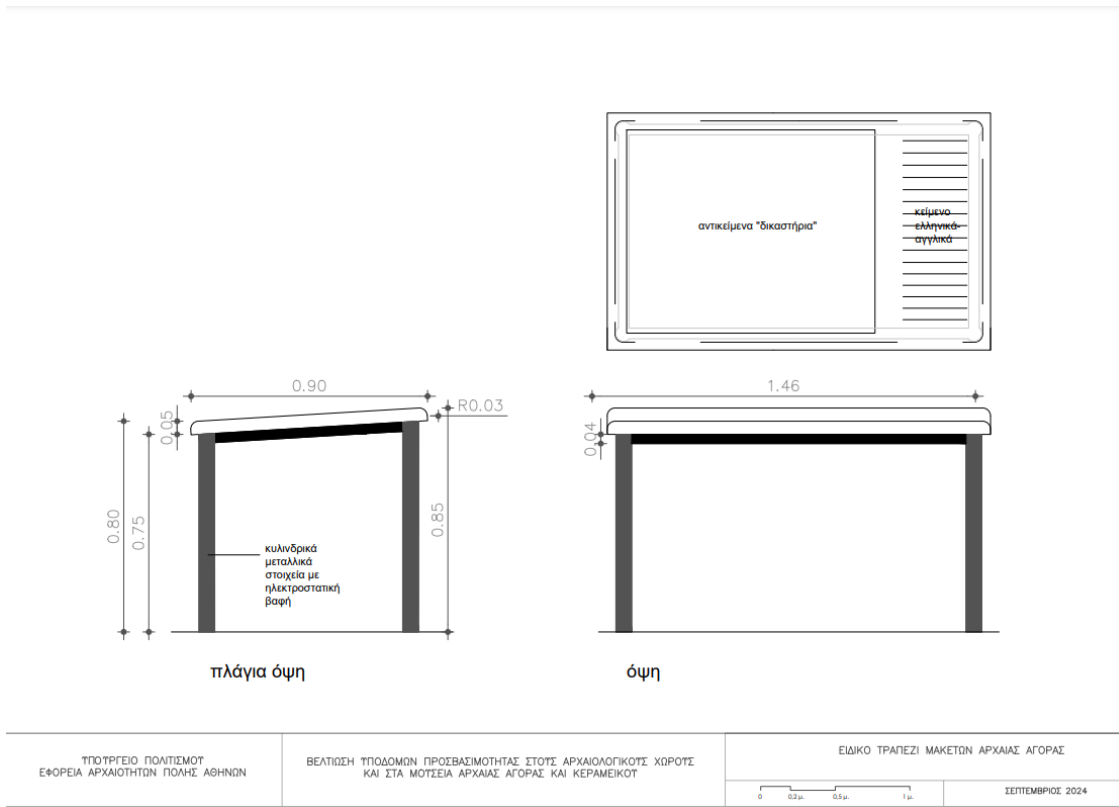 αντικείμενα "δικαστήρια"
κείμενο
ελληνικά-
αγγλικά
0.90
R0.03
0.05
0.80
0.75
0.85
κυλινδρικά
μεταλλικά
στοιχεία με
ηλεκτροστατική
βαφή
πλάγια όψη
1.46
0.04
όψη
ΥΠΟΥΡΓΕΙΟ ΠΟΛΙΤΙΣΜΟΥ
ΕΦΟΡΕΙΑ ΑΡΧΑΙΟΤΗΤΩΝ ΠΟΛΗΣ ΑΘΗΝΩΝ
ΒΕΛΤΙΩΣΗ ΥΠΟΔΟΜΩΝ ΠΡΟΣΒΑΣΙΜΟΤΗΤΑΣ ΣΤΟΥΣ ΑΡΧΑΙΟΛΟΓΙΚΟΥΣ ΧΩΡΟΥΣ
ΚΑΙ ΣΤΑ ΜΟΥΣΕΙΑ ΑΡΧΑΙΑΣ ΑΓΟΡΑΣ ΚΑΙ ΚΕΡΑΜΕΙΚΟΥ
ΕΙΔΙΚΟ ΤΡΑΠΕΖΙ ΜΑΚΕΤΩΝ ΑΡΧΑΙΑΣ ΑΓΟΡΑΣ
0 0,2μ. 0,5μ. 1μ.
ΣΕΠΤΕΜΒΡΙΟΣ 2024